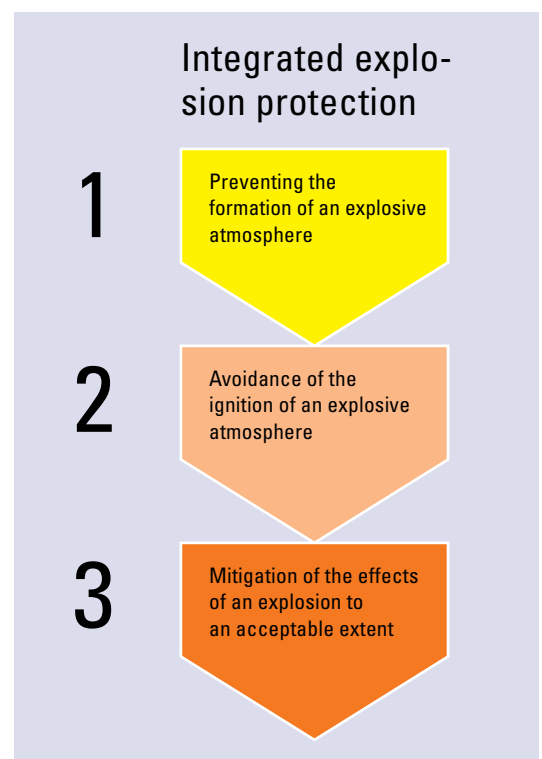 Integrated explo-
sion protection
1
Preventing the
formation of an explosive
atmosphere
2
Avoidance of the
ignition of an explosive
atmosphere
3
Mitigation of the effects
of an explosion to
an acceptable extent